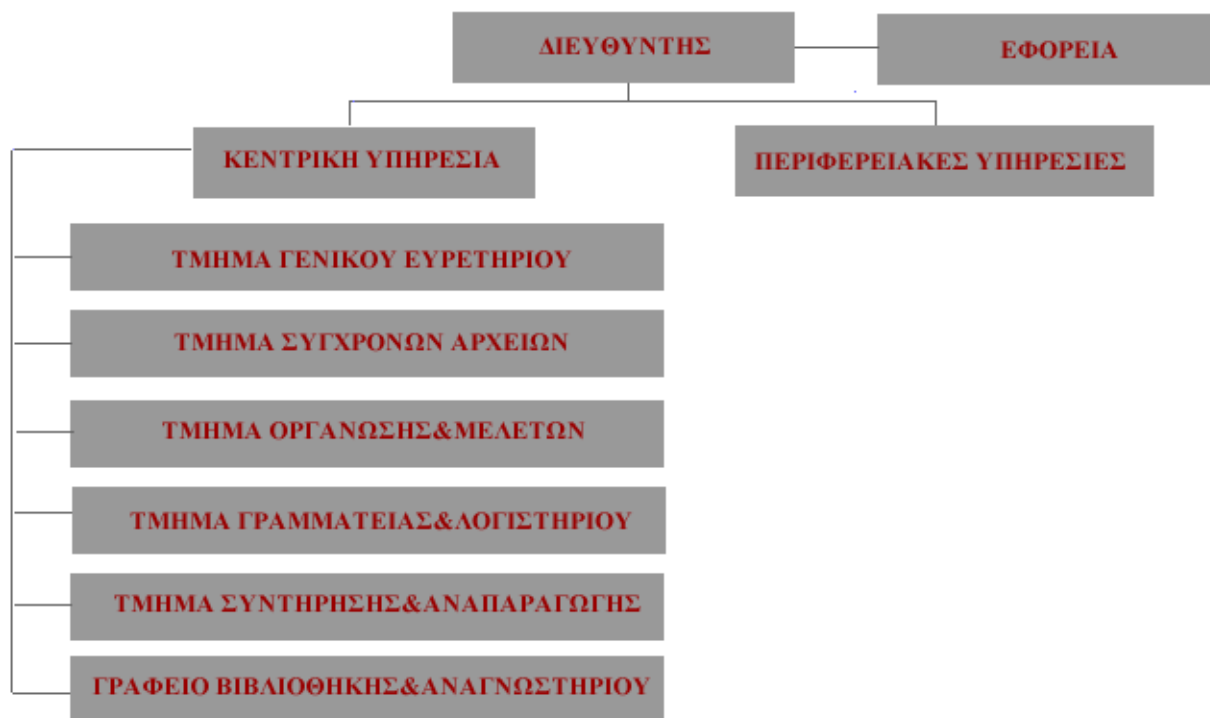 ΔΙΕΥΘΥΝΤΗΣ
ΕΦΟΡΕΙΑ
ΚΕΝΤΡΙΚΗ ΥΠΗΡΕΣΙΑ
ΠΕΡΙΦΕΡΕΙΑΚΕΣ ΥΠΗΡΕΣΙΕΣ
ΤΜΗΜΑ ΓΕΝΙΚΟΥ ΕΥΡΕΤΗΡΙΟΥ
ΤΜΗΜΑ ΣΥΓΧΡΟΝΩΝ ΑΡΧΕΙΩΝ
ΤΜΗΜΑ ΟΡΓΑΝΩΣΗΣ&ΜΕΛΕΤΩΝ
ΤΜΗΜΑ ΓΡΑΜΜΑΤΕΙΑΣ&ΛΟΓΙΣΤΗΡΙΟΥ
ΤΜΗΜΑ ΣΥΝΤΗΡΗΣΗΣ&ΑΝΑΠΑΡΑΓΩΓΗΣ
ΓΡΑΦΕΙΟ ΒΙΒΛΙΟΘΗΚΗΣ&ΑΝΑΓΝΩΣΤΗΡΙΟΥ